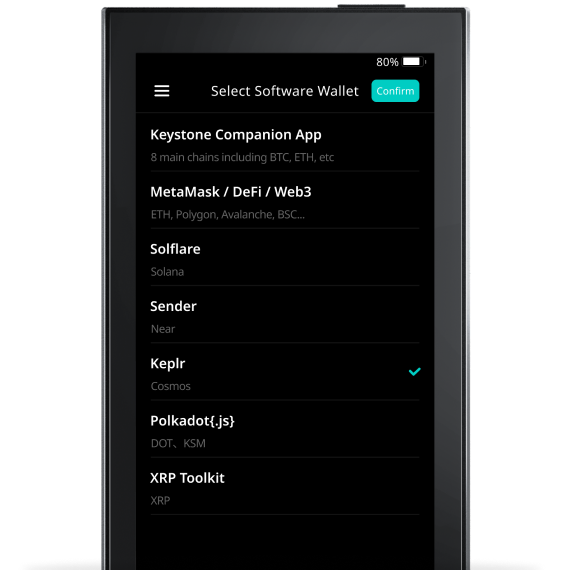 80%
Select Software Wallet
Confirm
Keystone Companion App
8 main chains including BTC, ETH, etc
MetaMask / DeFi / Web3
ETH, Polygon, Avalanche, BSC...
Solflare
Solana
Sender
Near
Keplr
Cosmos
Polkadot{.js}
DOT、KSM
XRP Toolkit
XRP